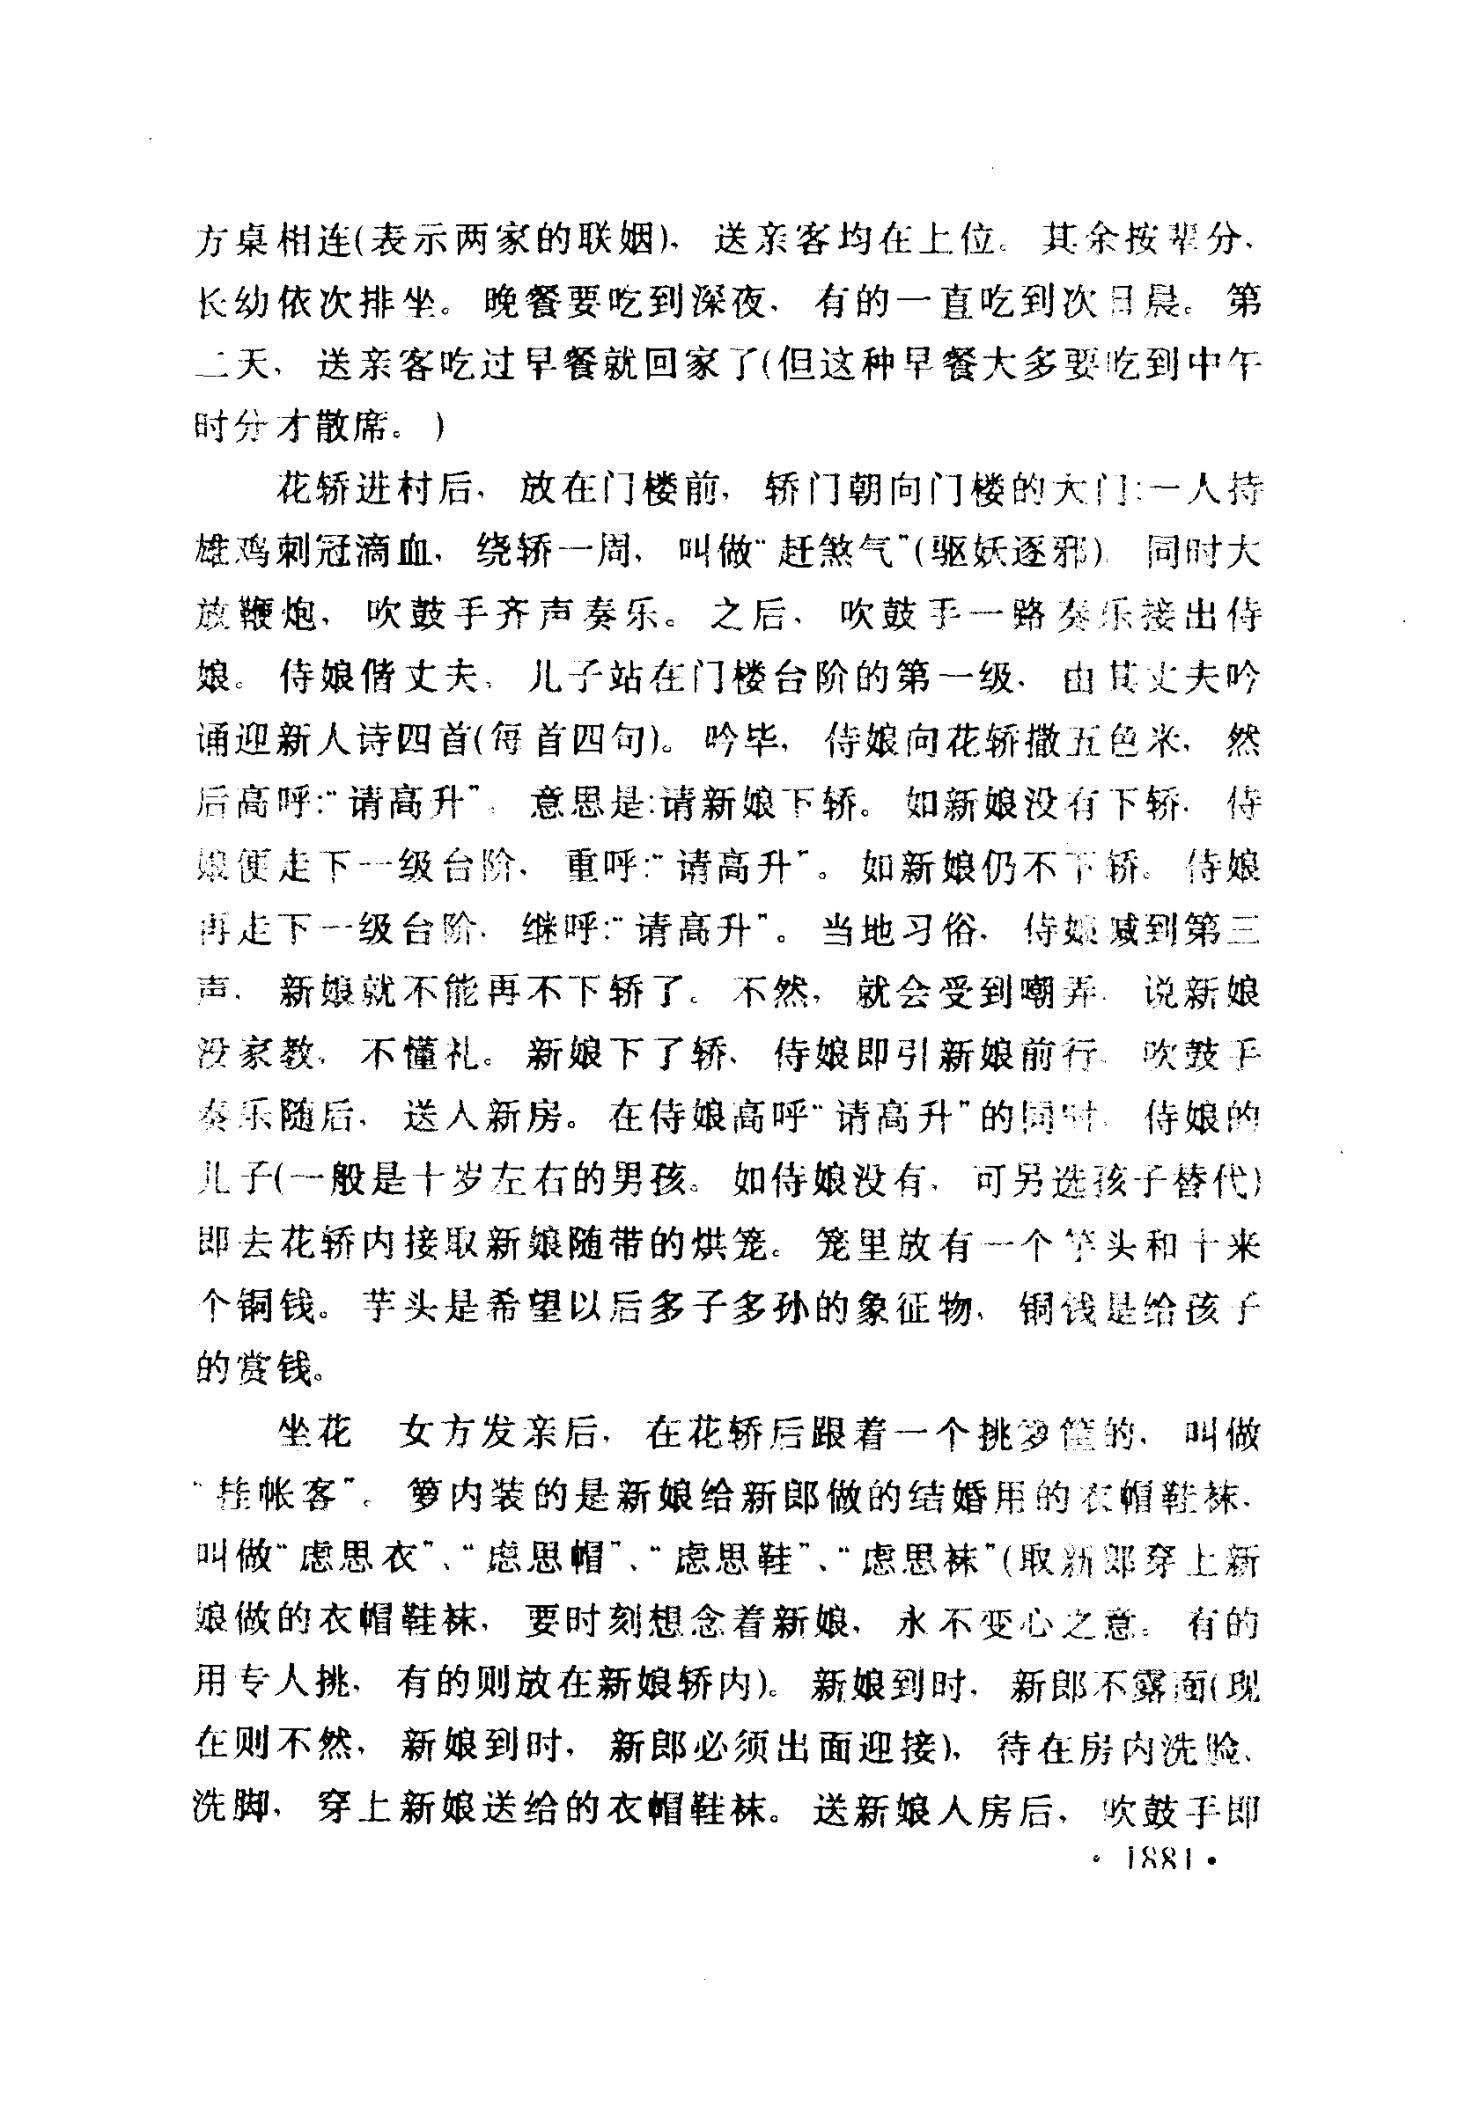 方桌相连(表示两家的联姻)，送亲客均在上位。其余按辈分、
长幼依次排坐。晚餐要吃到深夜，有的一直吃到次日晨。第
二天，送亲客吃过早餐就回家了(但这种早餐大多要吃到中午
时分才散席。)
花轿进村后，放在门楼前，轿门朝向门楼的大门:一人持
雄鸡刺冠滴血，绕轿一周，叫做“赶煞气”(驱妖逐邪)，同时大
放鞭炮，吹鼓手齐声奏乐。之后，吹鼓手一路奏乐接出侍
娘。侍娘偕丈夫、儿子站在门楼台阶的第一级，由其丈夫吟
诵迎新人诗四首(每首四句)。吟毕，侍娘向花轿撒五色米，然
后高呼:“请高升”。意思是:请新娘下轿。如新娘没有下轿，侍
娘便走下一级台阶，重呼:“请高升”。如新娘仍不下轿。侍娘
再走下一级台阶，继呼:“请高升”。当地习俗，侍娘喊到第三
声，新娘就不能再不下轿了。不然，就会受到嘲弄，说新娘
没家教，不懂礼。新娘下了轿，侍娘即引新娘前行，吹鼓手
奏乐随后，送入新房。在侍娘高呼“请高升”的同时，侍娘的
儿子(一般是十岁左右的男孩。如侍娘没有，可另选孩子替代)
即去花轿内接取新娘随带的烘笼。笼里放有一个芋头和十来
个铜钱。芋头是希望以后多子多孙的象征物，铜钱是给孩子
的赏钱。
坐花　女方发亲后，在花轿后跟着一个挑箩筐的，叫做
“挂帐客”。箩内装的是新娘给新郎做的结婚用的衣帽鞋袜，
叫做“虑思衣”、“虑思帽”、“虑思鞋”、“虑思袜”(取新郎穿上新
娘做的衣帽鞋袜，要时刻想念着新娘，永不变心之意。有的
用专人挑，有的则放在新娘轿内)。新娘到时，新郎不露面(现
在则不然，新娘到时，新郎必须出面迎接)，待在房内洗脸、
洗脚，穿上新娘送给的衣帽鞋袜。送新娘入房后，吹鼓手即
·1881·